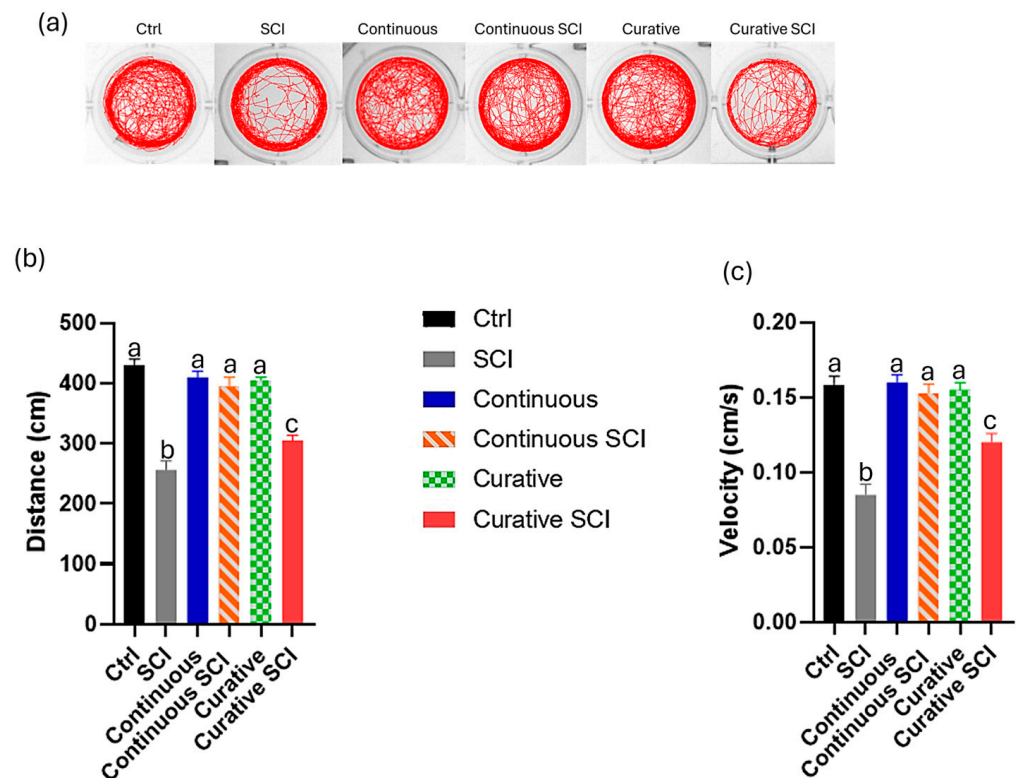 (a)
Ctrl SCI Continuous Continuous SCI Curative Curative SCI
(b)
Distance (cm)
500
400
300
200
100
0
a b a a a c
Ctrl
SCI
Continuous
Continuous SCI
Curative
Curative SCI
Ctrl
SCI
Continuous
Continuous SCI
Curative
Curative SCI
(c)
Velocity (cm/s)
0.20
0.15
0.10
0.05
0.00
a b a a a c
Ctrl
SCI
Continuous
Continuous SCI
Curative
Curative SCI